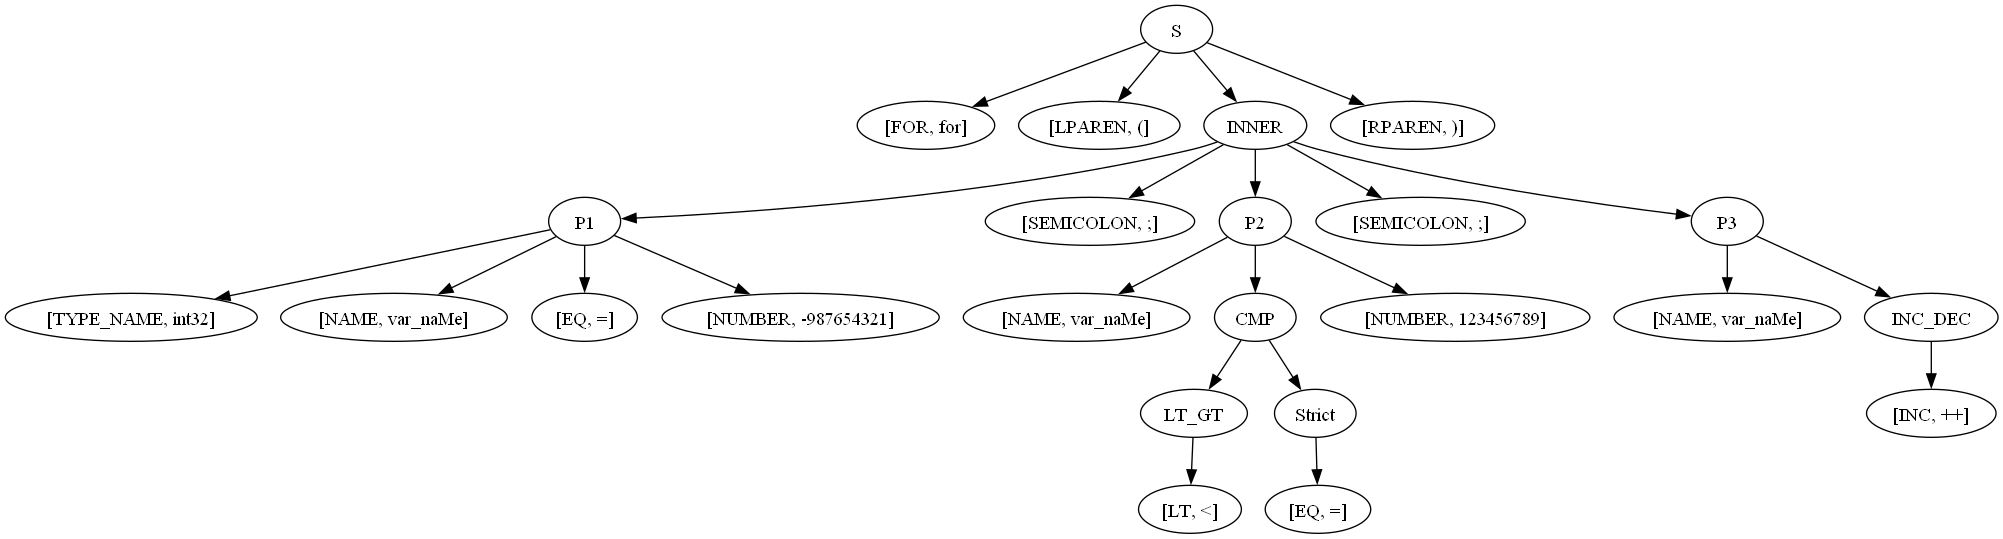 S
[FOR, for]
[LPAREN, (]
INNER
[RPAREN, )]
P1
[SEMICOLON, ;]
P2
[SEMICOLON, ;]
P3
[TYPE_NAME, int32]
[NAME, var_naMe]
[EQ, =]
[NUMBER, -987654321]
[NAME, var_naMe]
CMP
[NUMBER, 123456789]
[NAME, var_naMe]
INC_DEC
LT_GT
Strict
[INC, ++]
[LT, <]
[EQ, =]